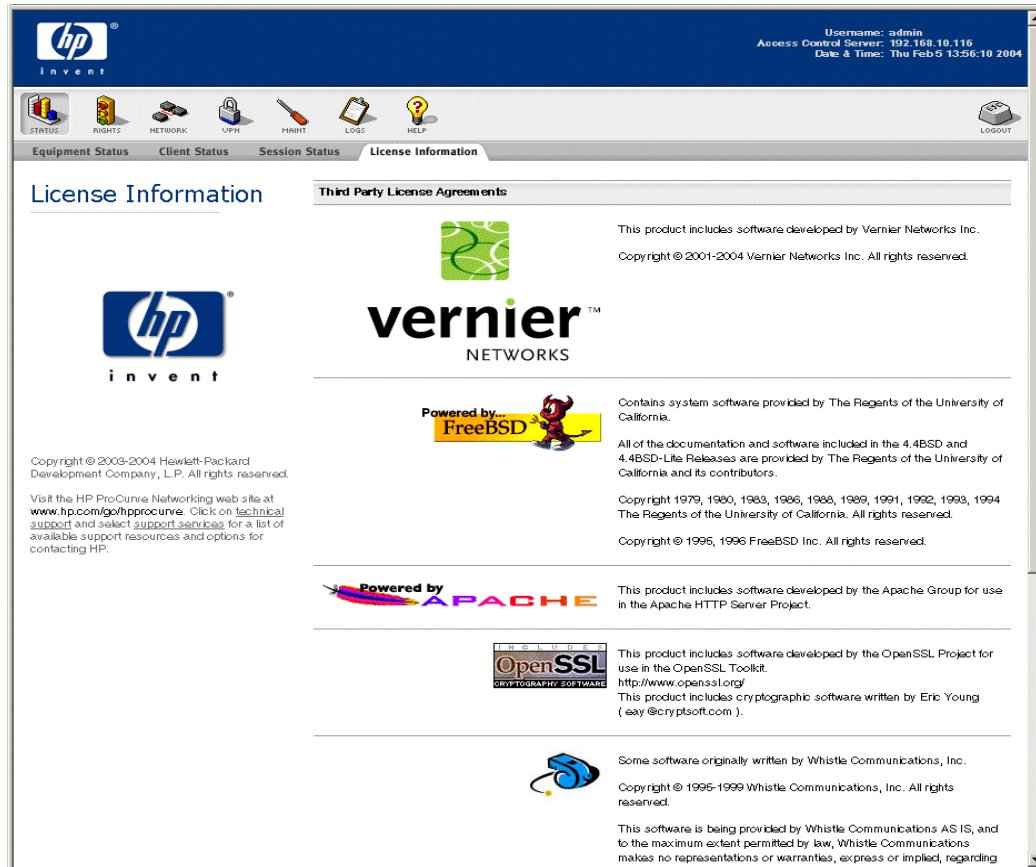 hp
®
invent
Username: admin
Access Control Server: 192.168.10.116
Date & Time: Thu Feb 5 13:56:10 2004
STATUS
RIGHTS
NETWORK
VPN
MAINT
LOGS
HELP
LOGOUT
Equipment Status
Client Status
Session Status
License Information
License Information
hp
®
invent
Copyright © 2003-2004 Hewlett-Packard
Development Company, L.P. All rights reserved.
Visit the HP ProCurve Networking web site at
www.hp.com/go/hpprocurve. Click on technical
support and select support services for a list of
available support resources and options for
contacting HP.
Third Party License Agreements
vernier ™
NETWORKS
This product includes software developed by Vernier Networks Inc.
Copyright © 2001-2004 Vernier Networks Inc. All rights reserved.
Powered by...
FreeBSD
Contains system software provided by The Regents of the University of
California.
All of the documentation and software included in the 4.4BSD and
4.4BSD-Lite Releases are provided by The Regents of the University of
California and its contributors.
Copyright 1979, 1980, 1983, 1986, 1988, 1989, 1991, 1992, 1993, 1994
The Regents of the University of California. All rights reserved.
Copyright © 1995, 1996 FreeBSD Inc. All rights reserved.
Powered by
APACHE
This product includes software developed by the Apache Group for use
in the Apache HTTP Server Project.
INCLUDES
OpenSSL
CRYPTOGRAPHY SOFTWARE
This product includes software developed by the OpenSSL Project for
use in the OpenSSL Toolkit.
http://www.openssl.org/
This product includes cryptographic software written by Eric Young
( eay @cryptsoft.com ).
Some software originally written by Whistle Communications, Inc.
Copyright © 1995-1999 Whistle Communications, Inc. All rights
reserved.
This software is being provided by Whistle Communications AS IS, and
to the maximum extent permitted by law, Whistle Communications
makes no representations or warranties, express or implied, regarding